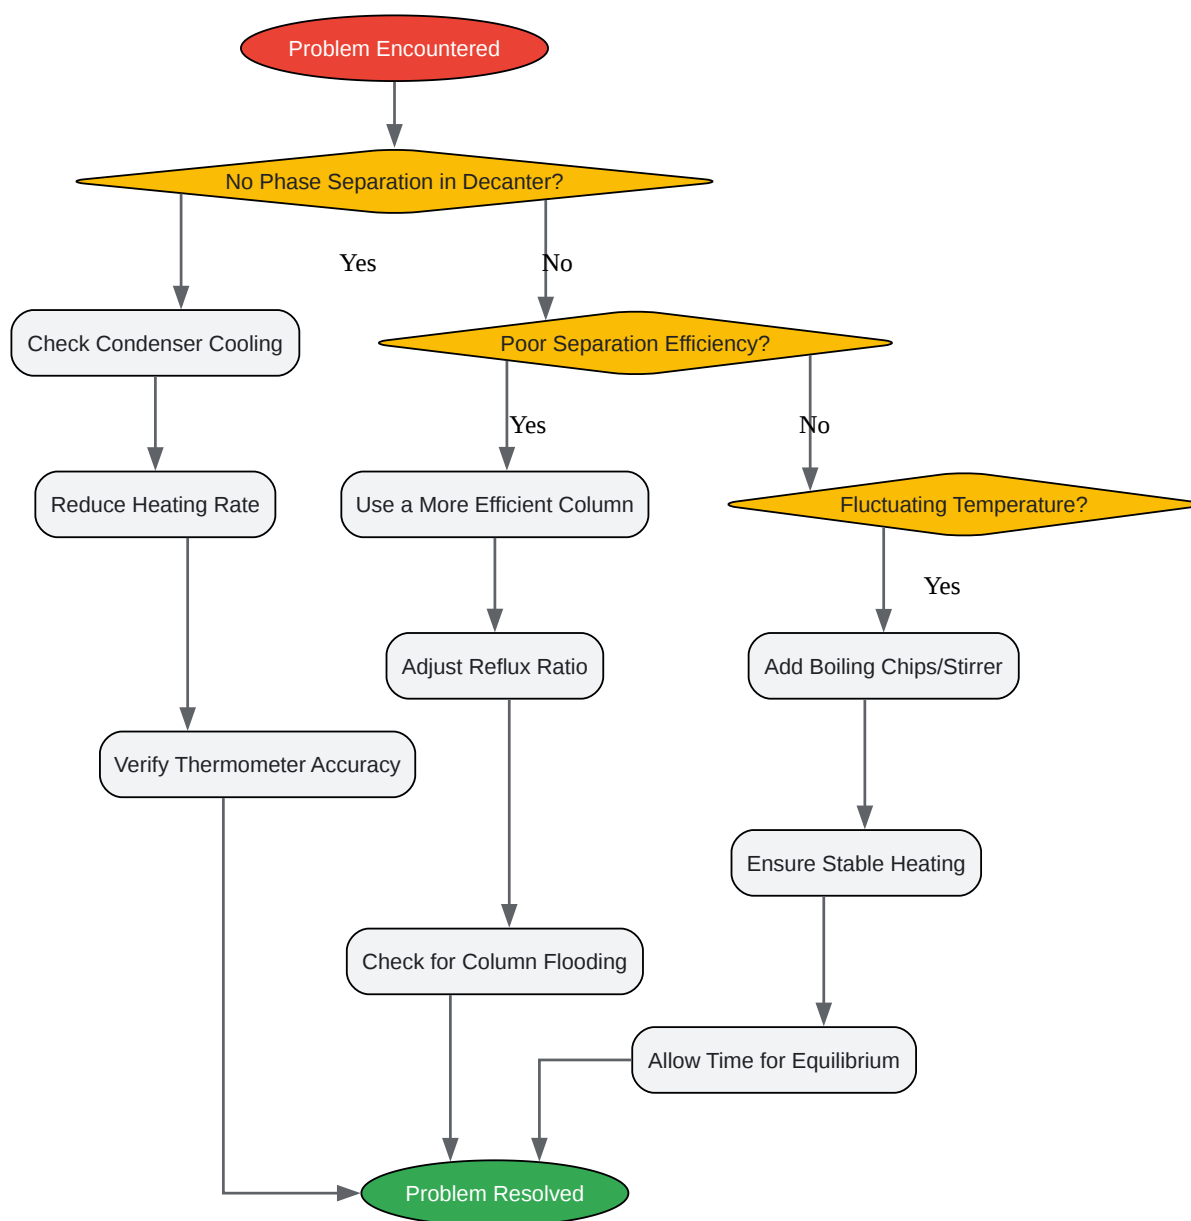 Problem Encountered
No Phase Separation in Decanter?
Yes
No
Check Condenser Cooling
Poor Separation Efficiency?
Yes
No
Reduce Heating Rate
Use a More Efficient Column
Fluctuating Temperature?
Yes
Adjust Reflux Ratio
Add Boiling Chips/Stirrer
Verify Thermometer Accuracy
Ensure Stable Heating
Check for Column Flooding
Allow Time for Equilibrium
Problem Resolved